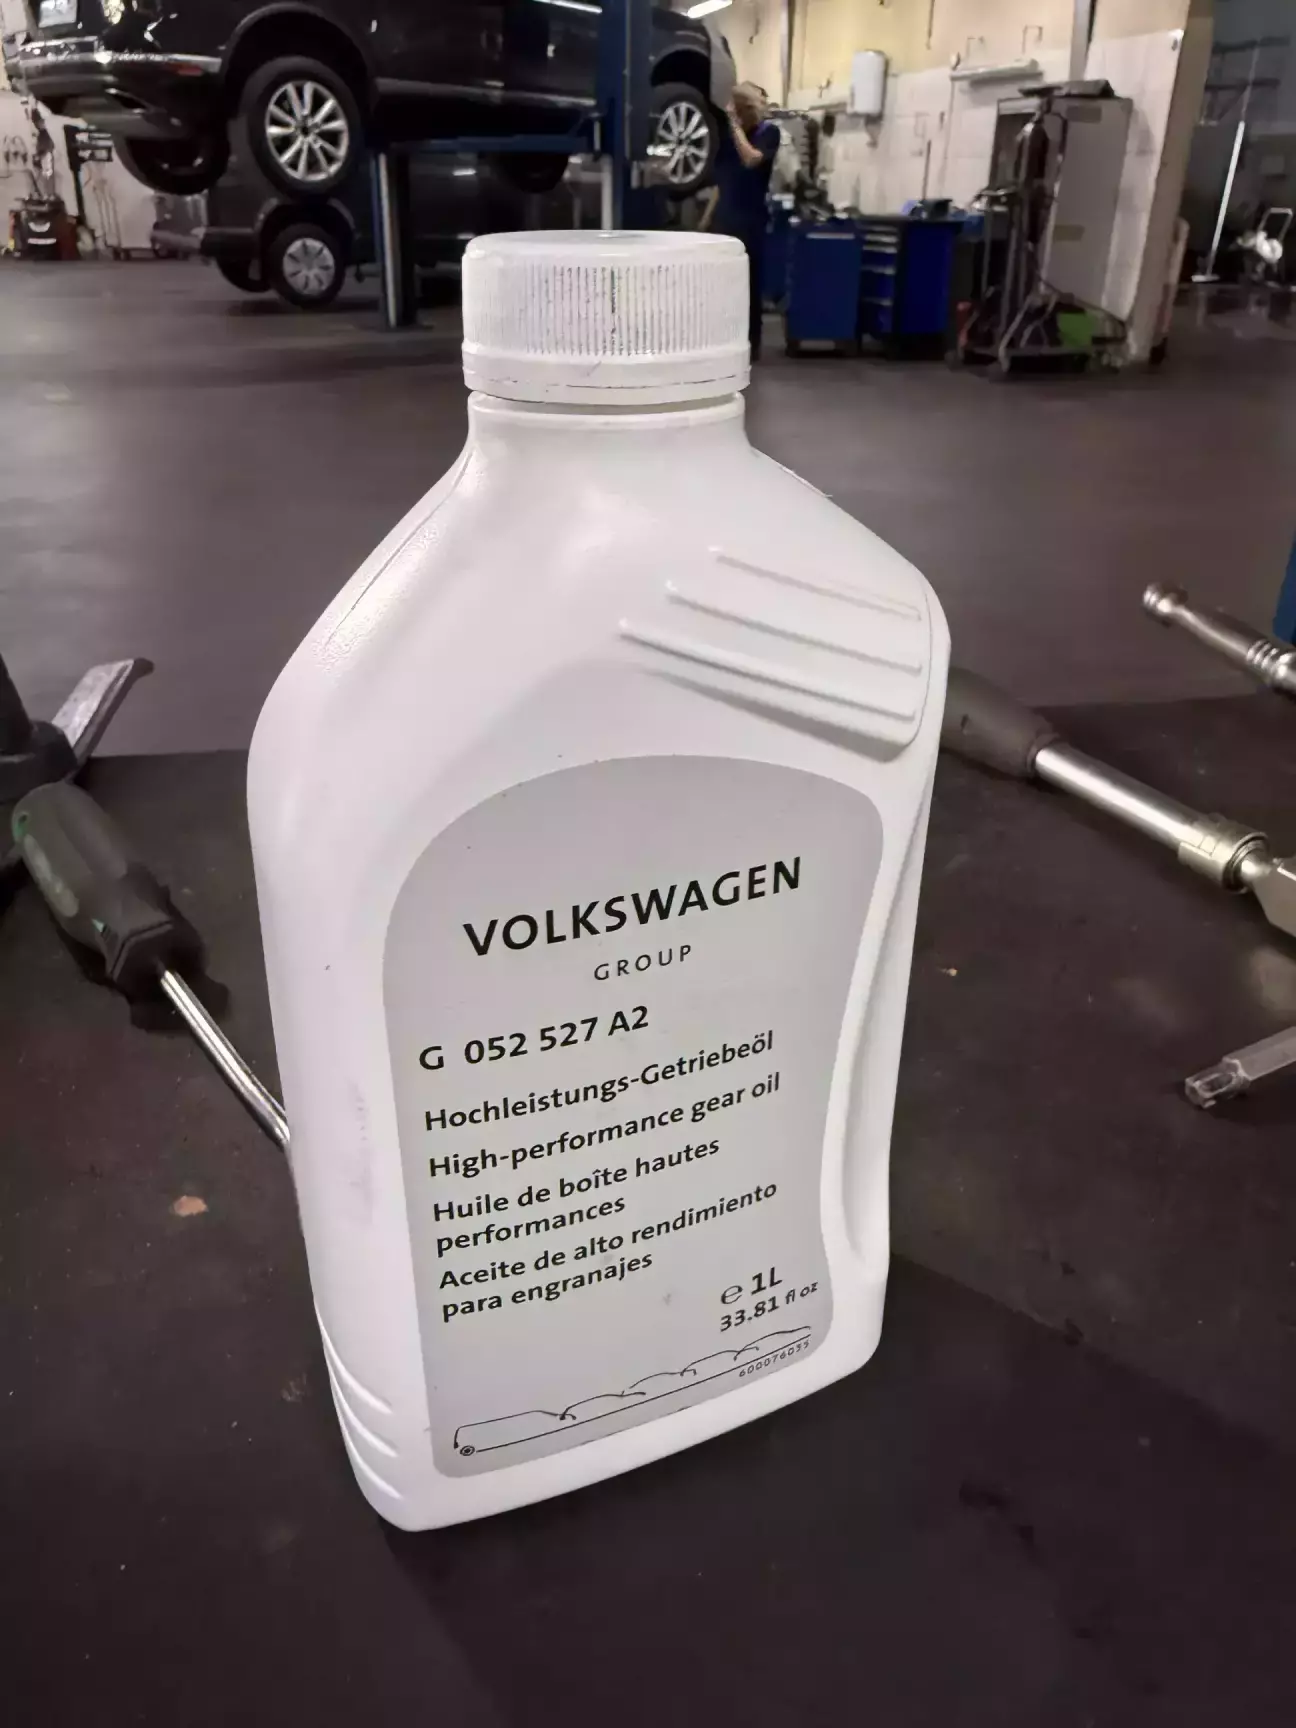 VOLKSWAGEN
GROUP
G 052 527 A2
Hochleistungs-Getriebeöl
High-performance gear oil
Huile de boîte hautes
performances
Aceite de alto rendimiento
para engranajes
℮ 1L
33.81 fl oz
600076035